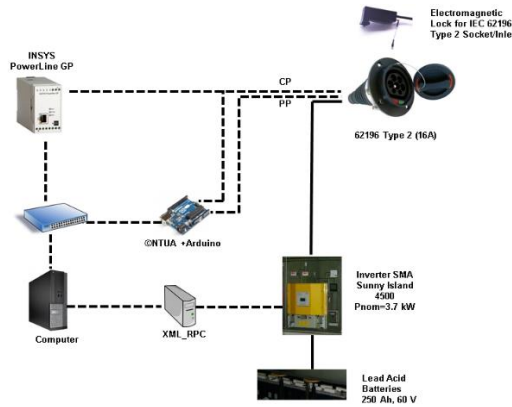 Electromagnetic
Lock for IEC 62196
Type 2 Socket/Inle
INSYS
PowerLine GP
CP
PP
62196 Type 2 (16A)
©NTUA +Arduino
Inverter SMA
Sunny Island
4500
Pnom=3.7 kW
Computer
XML_RPC
Lead Acid
Batteries
250 Ah, 60 V